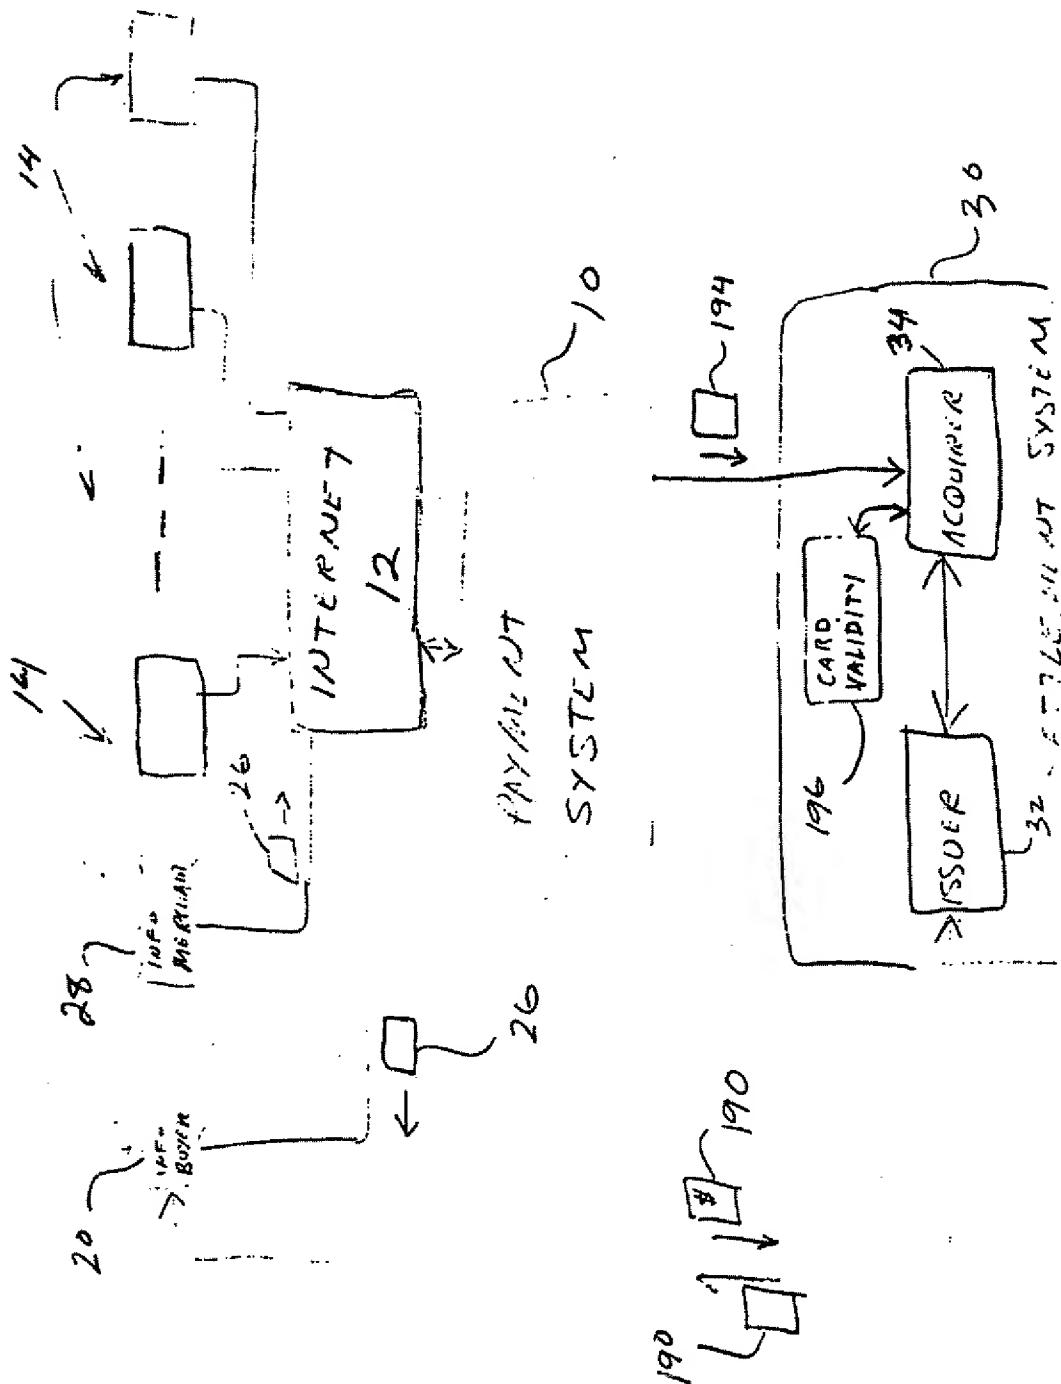 20
28
14
14
INFO
BUYER
INFO
MERCHANT
26
INTERNET
12
26
PAYMENT
SYSTEM
10
190
190
194
196
CARD
VALIDITY
34
30
ISSUER
ACQUIRER
32
SYSTEM